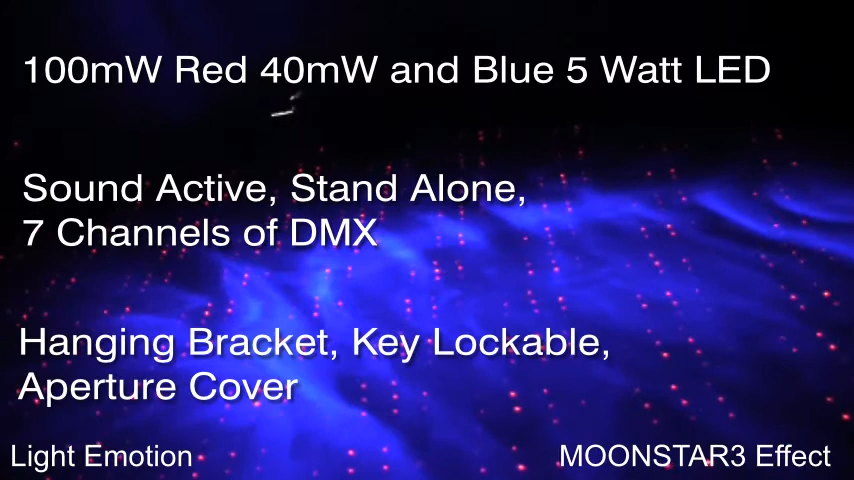 100mW Red 40mW and Blue 5 Watt LED
Sound Active, Stand Alone,
7 Channels of DMX
Hanging Bracket, Key Lockable,
Aperture Cover
Light Emotion
MOONSTAR3 Effect